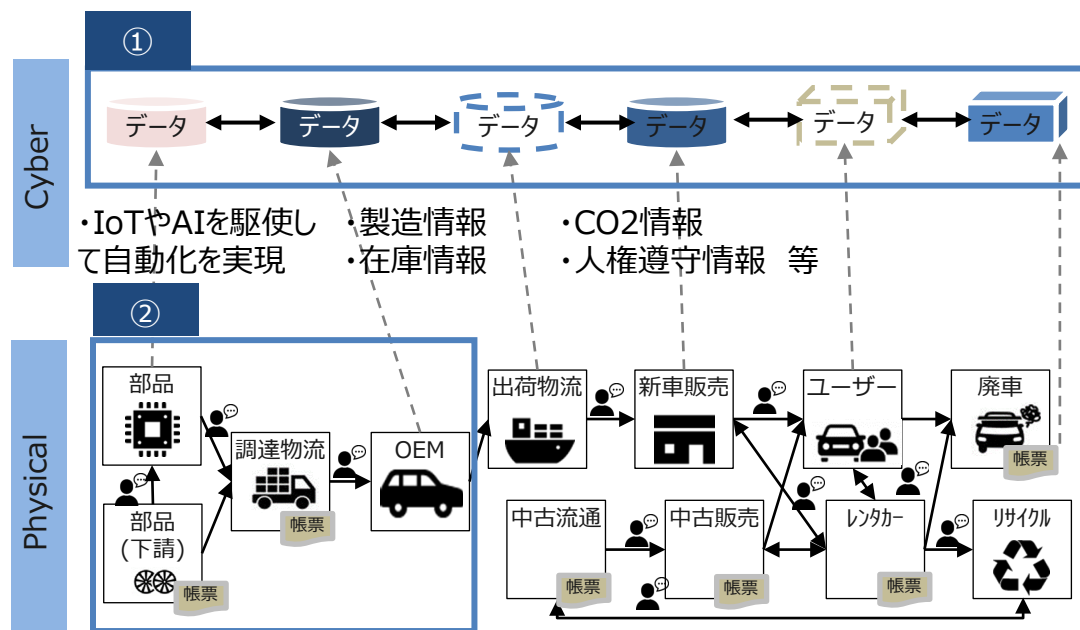 ①
Cyber
データ
データ
データ
データ
データ
データ
・IoTやAIを駆使し
て自動化を実現
・製造情報
・在庫情報
・CO2情報
・人権遵守情報 等
②
Physical
部品
調達物流
帳票
OEM
部品
(下請)
帳票
出荷物流
新車販売
ユーザー
廃車
帳票
中古流通
帳票
中古販売
帳票
レンタカー
帳票
リサイクル